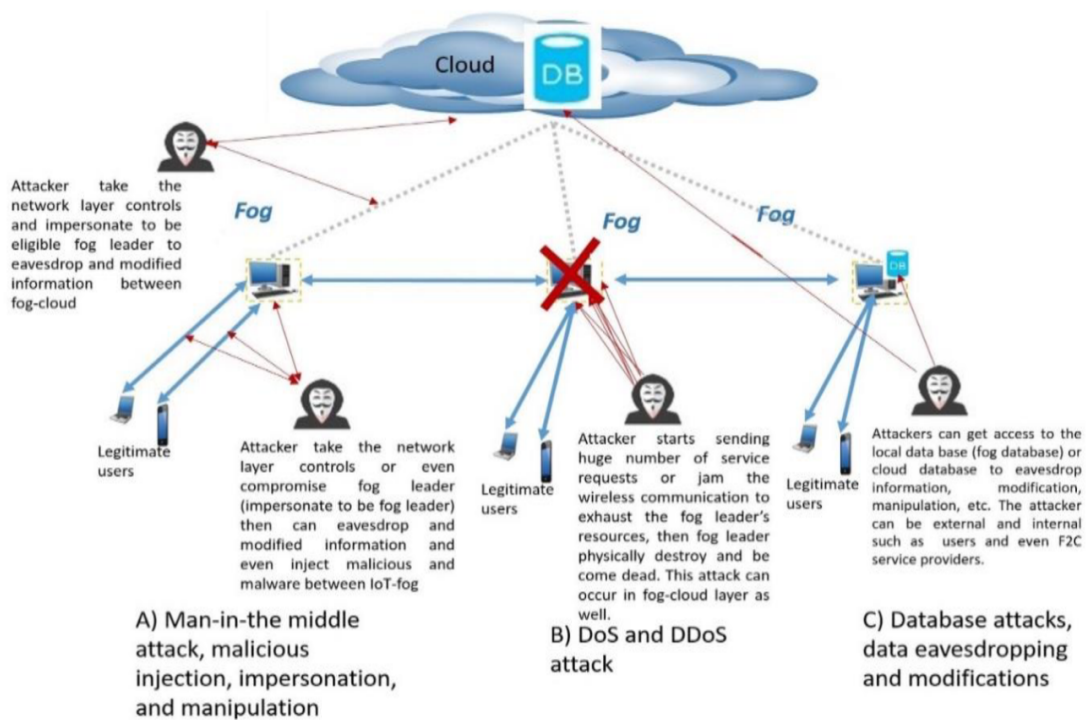 Cloud
DB
Attacker take the
network layer controls
and impersonate to be
eligible fog leader to
eavesdrop and modified
information between
fog-cloud
Fog
Fog
Fog
DB
Legitimate
users
Attacker take the network
layer controls or even
compromise fog leader
(impersonate to be fog leader)
then can eavesdrop and
modified information and
even inject malicious and
malware between IoT-fog
Legitimate
users
Attacker starts sending
huge number of service
requests or jam the
wireless communication to
exhaust the fog leader's
resources, then fog leader
physically destroy and be
come dead. This attack can
occur in fog-cloud layer as
well.
Legitimate
users
Attackers can get access to the
local data base (fog database) or
cloud database to eavesdrop
information, modification,
manipulation, etc. The attacker
can be external and internal
such as users and even F2C
service providers.
A) Man-in-the middle
attack, malicious
injection, impersonation,
and manipulation
B) DoS and DDoS
attack
C) Database attacks,
data eavesdropping
and modifications